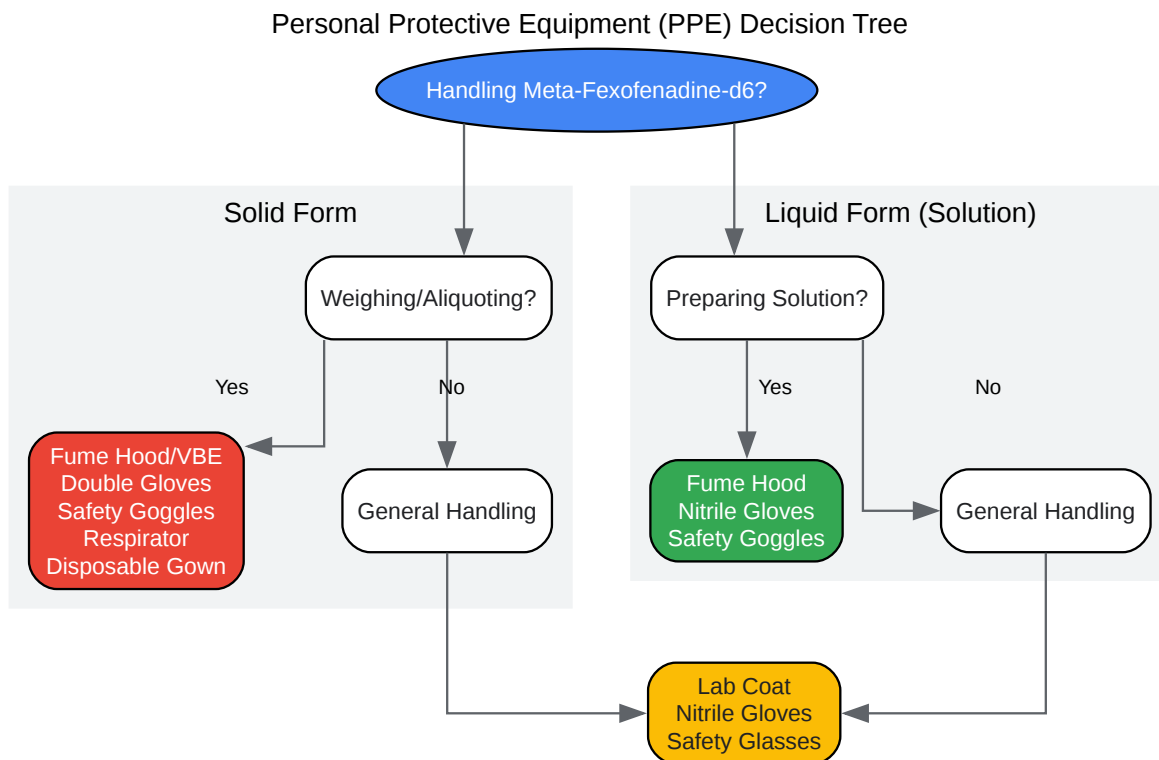 Personal Protective Equipment (PPE) Decision Tree
Handling Meta-Fexofenadine-d6?
Solid Form
Weighing/Aliquoting?
Yes
No
Fume Hood/VBE
Double Gloves
Safety Goggles
Respirator
Disposable Gown
General Handling
Liquid Form (Solution)
Preparing Solution?
Yes
No
Fume Hood
Nitrile Gloves
Safety Goggles
General Handling
Lab Coat
Nitrile Gloves
Safety Glasses